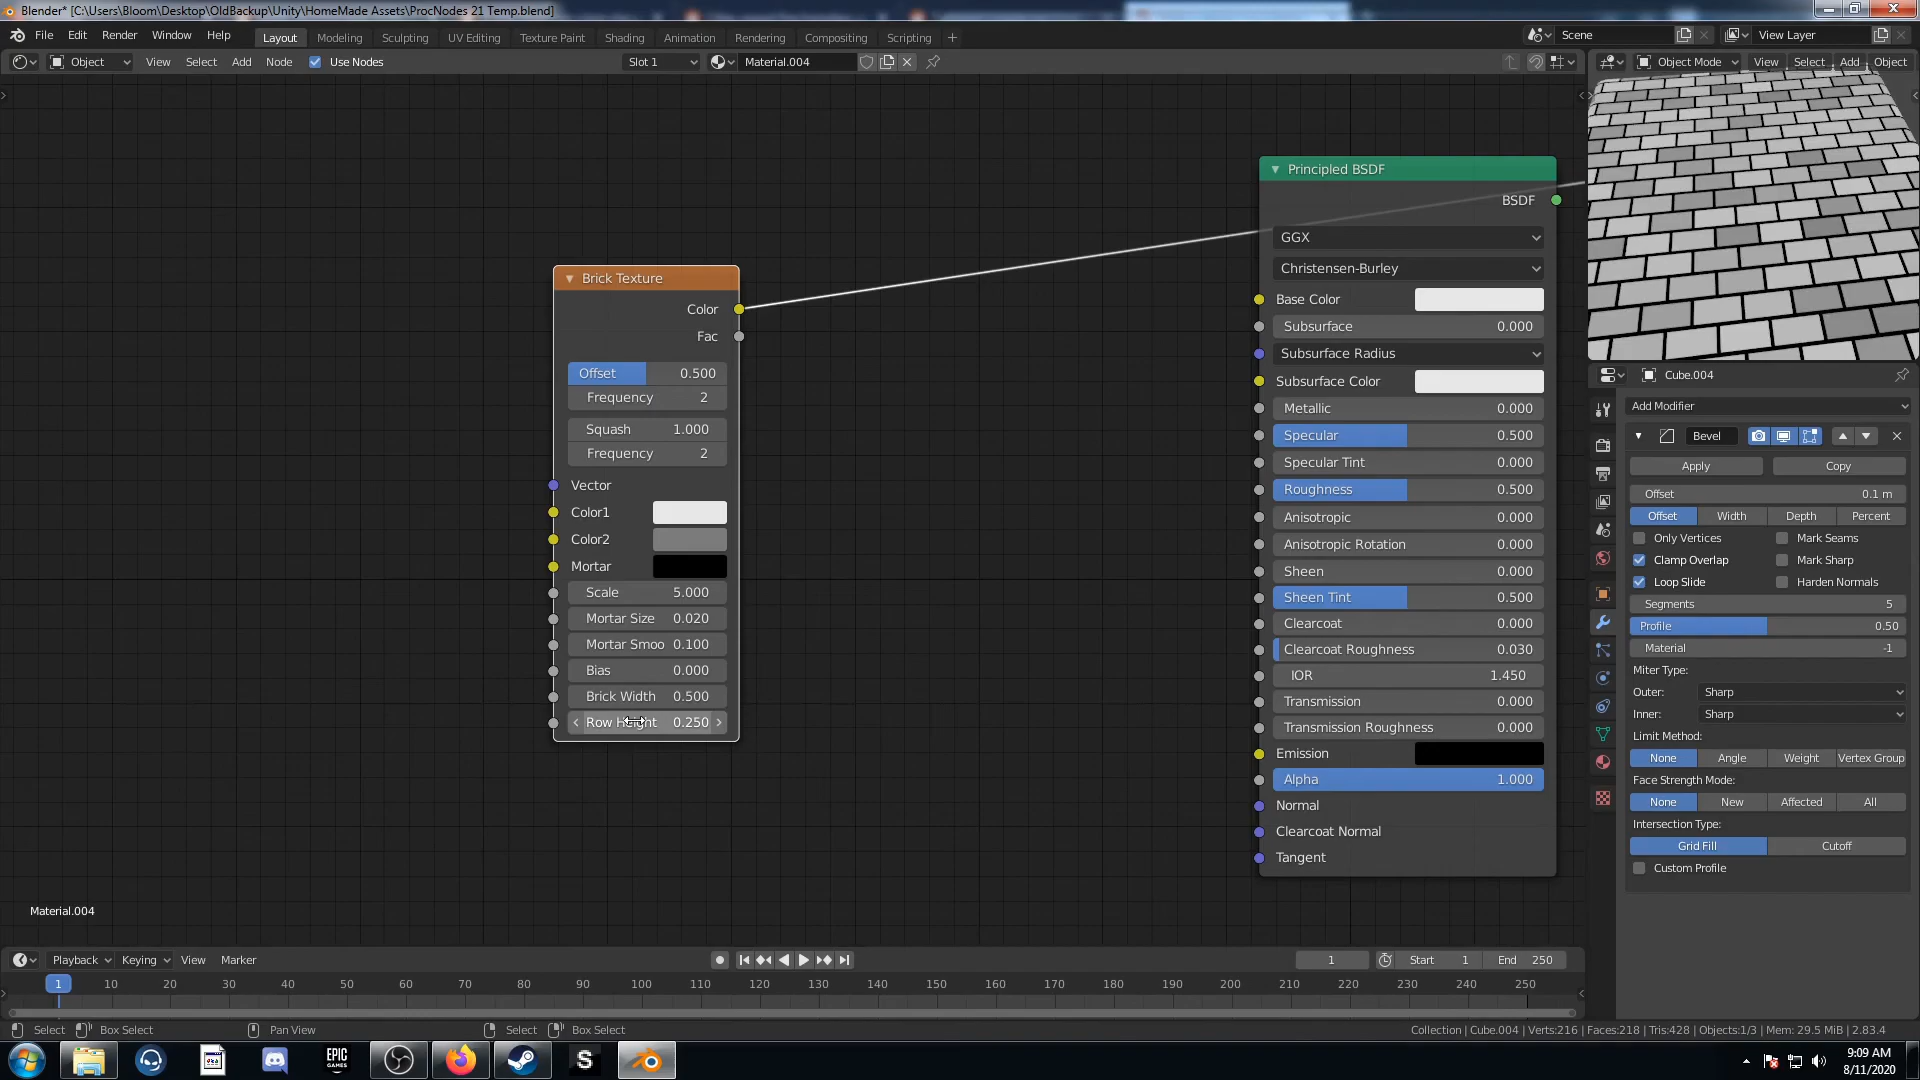 Blender* [C:\Users\Bloom\Desktop\OldBackup\Unity\HomeMade Assets\ProcNodes 21 Temp.blend]
File Edit Render Window Help Layout Modeling Sculpting UV Editing Texture Paint Shading Animation Rendering Compositing Scripting + Scene View Layer
Object View Select Add Node Use Nodes Slot 1 Material.004 Object Mode View Select Add Object
Principled BSDF
BSDF
GGX
Christensen-Burley
Base Color
Subsurface 0.000
Subsurface Radius
Subsurface Color
Metallic 0.000
Specular 0.500
Specular Tint 0.000
Roughness 0.500
Anisotropic 0.000
Anisotropic Rotation 0.000
Sheen 0.000
Sheen Tint 0.500
Clearcoat 0.000
Clearcoat Roughness 0.030
IOR 1.450
Transmission 0.000
Transmission Roughness 0.000
Emission
Alpha 1.000
Normal
Clearcoat Normal
Tangent
Brick Texture
Color
Fac
Offset 0.500
Frequency 2
Squash 1.000
Frequency 2
Vector
Color1
Color2
Mortar
Scale 5.000
Mortar Size 0.020
Mortar Smoo 0.100
Bias 0.000
Brick Width 0.500
Row Height 0.250
Material.004
Cube.004
Add Modifier
Bevel
Apply Copy
Offset 0.1 m
Offset Width Depth Percent
Only Vertices Mark Seams
Clamp Overlap Mark Sharp
Loop Slide Harden Normals
Segments 5
Profile 0.50
Material -1
Miter Type:
Outer: Sharp
Inner: Sharp
Limit Method:
None Angle Weight Vertex Group
Face Strength Mode:
None New Affected All
Intersection Type:
Grid Fill Cutoff
Custom Profile
Playback Keying View Marker 1 Start 1 End 250
1 10 20 30 40 50 60 70 80 90 100 110 120 130 140 150 160 170 180 190 200 210 220 230 240 250
Select Box Select Pan View Select Box Select Collection | Cube.004 | Verts:216 | Faces:218 | Tris:428 | Objects:1/3 | Mem: 29.5 MiB | 2.83.4
EPIC GAMES
S
9:09 AM
8/11/2020